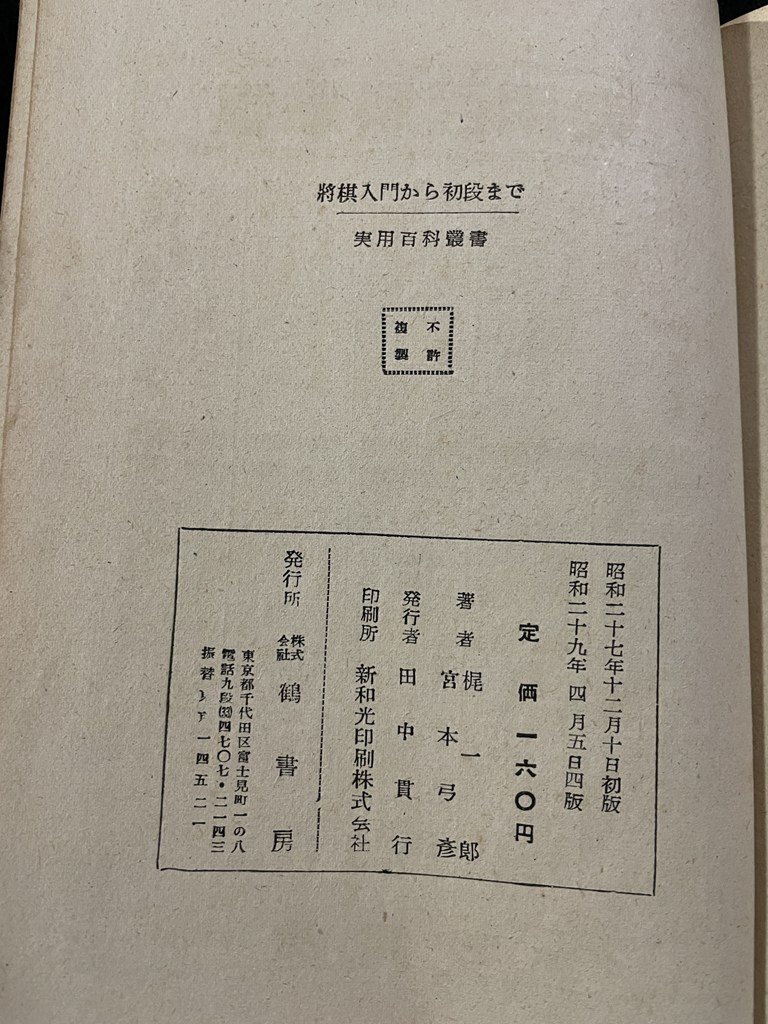 將棋入門から初段まで
実用百科叢書
不許
複製
昭和二十七年十二月十日初版
昭和二十九年四月五日四版
定価一六〇円
著者 梶一郎
宮本弓彦
発行者 田中貫行
印刷所 新和光印刷株式会社
発行所 株式会社 鶴書房
東京都千代田区富士見町一の八
電話九段(33)四七〇七・二一四三
振替 一四五二一